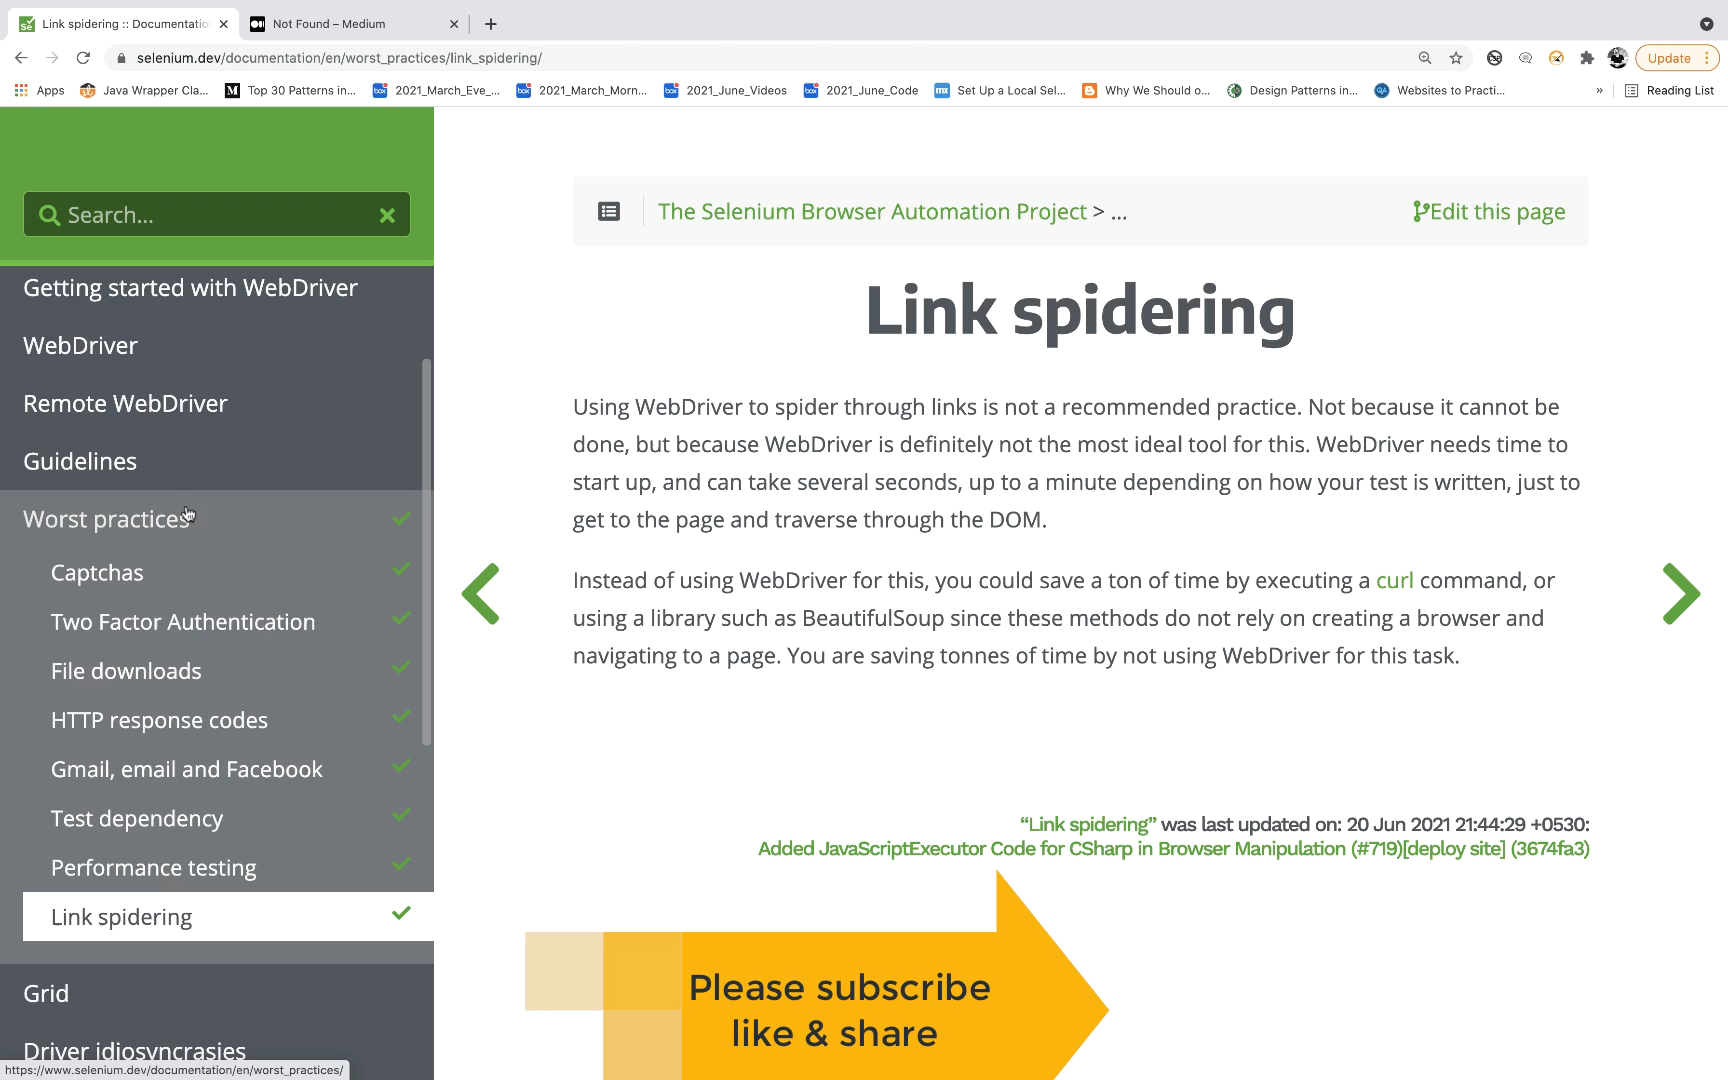 Link spidering :: Documentatio
Not Found – Medium
selenium.dev/documentation/en/worst_practices/link_spidering/
Update
Apps
Java Wrapper Cla...
Top 30 Patterns in...
2021_March_Eve_...
2021_March_Morn...
2021_June_Videos
2021_June_Code
Set Up a Local Sel...
Why We Should o...
Design Patterns in...
Websites to Practi...
»
Reading List
Search...
Getting started with WebDriver
WebDriver
Remote WebDriver
Guidelines
Worst practices
Captchas
Two Factor Authentication
File downloads
HTTP response codes
Gmail, email and Facebook
Test dependency
Performance testing
Link spidering
Grid
Driver idiosyncrasies
https://www.selenium.dev/documentation/en/worst_practices/
The Selenium Browser Automation Project > ...
Edit this page
Link spidering
Using WebDriver to spider through links is not a recommended practice. Not because it cannot be
done, but because WebDriver is definitely not the most ideal tool for this. WebDriver needs time to
start up, and can take several seconds, up to a minute depending on how your test is written, just to
get to the page and traverse through the DOM.
Instead of using WebDriver for this, you could save a ton of time by executing a curl command, or
using a library such as BeautifulSoup since these methods do not rely on creating a browser and
navigating to a page. You are saving tonnes of time by not using WebDriver for this task.
“Link spidering” was last updated on: 20 Jun 2021 21:44:29 +0530:
Added JavaScriptExecutor Code for CSharp in Browser Manipulation (#719)[deploy site] (3674fa3)
Please subscribe
like & share